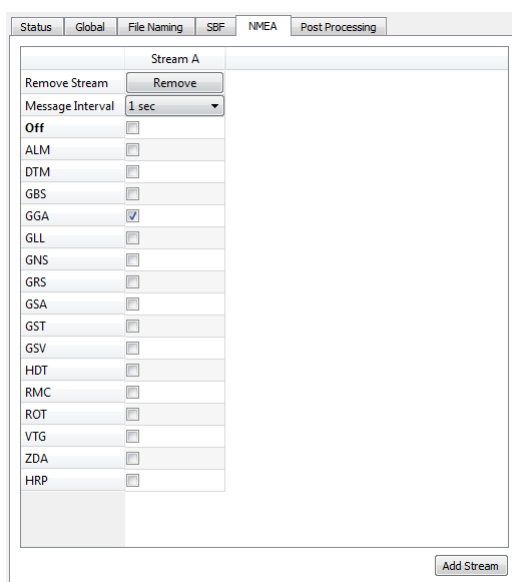 Status Global File Naming SBF NMEA Post Processing
Stream A
Remove Stream Remove
Message Interval 1 sec
Off
ALM
DTM
GBS
GGA
GLL
GNS
GRS
GSA
GST
GSV
HDT
RMC
ROT
VTG
ZDA
HRP
Add Stream